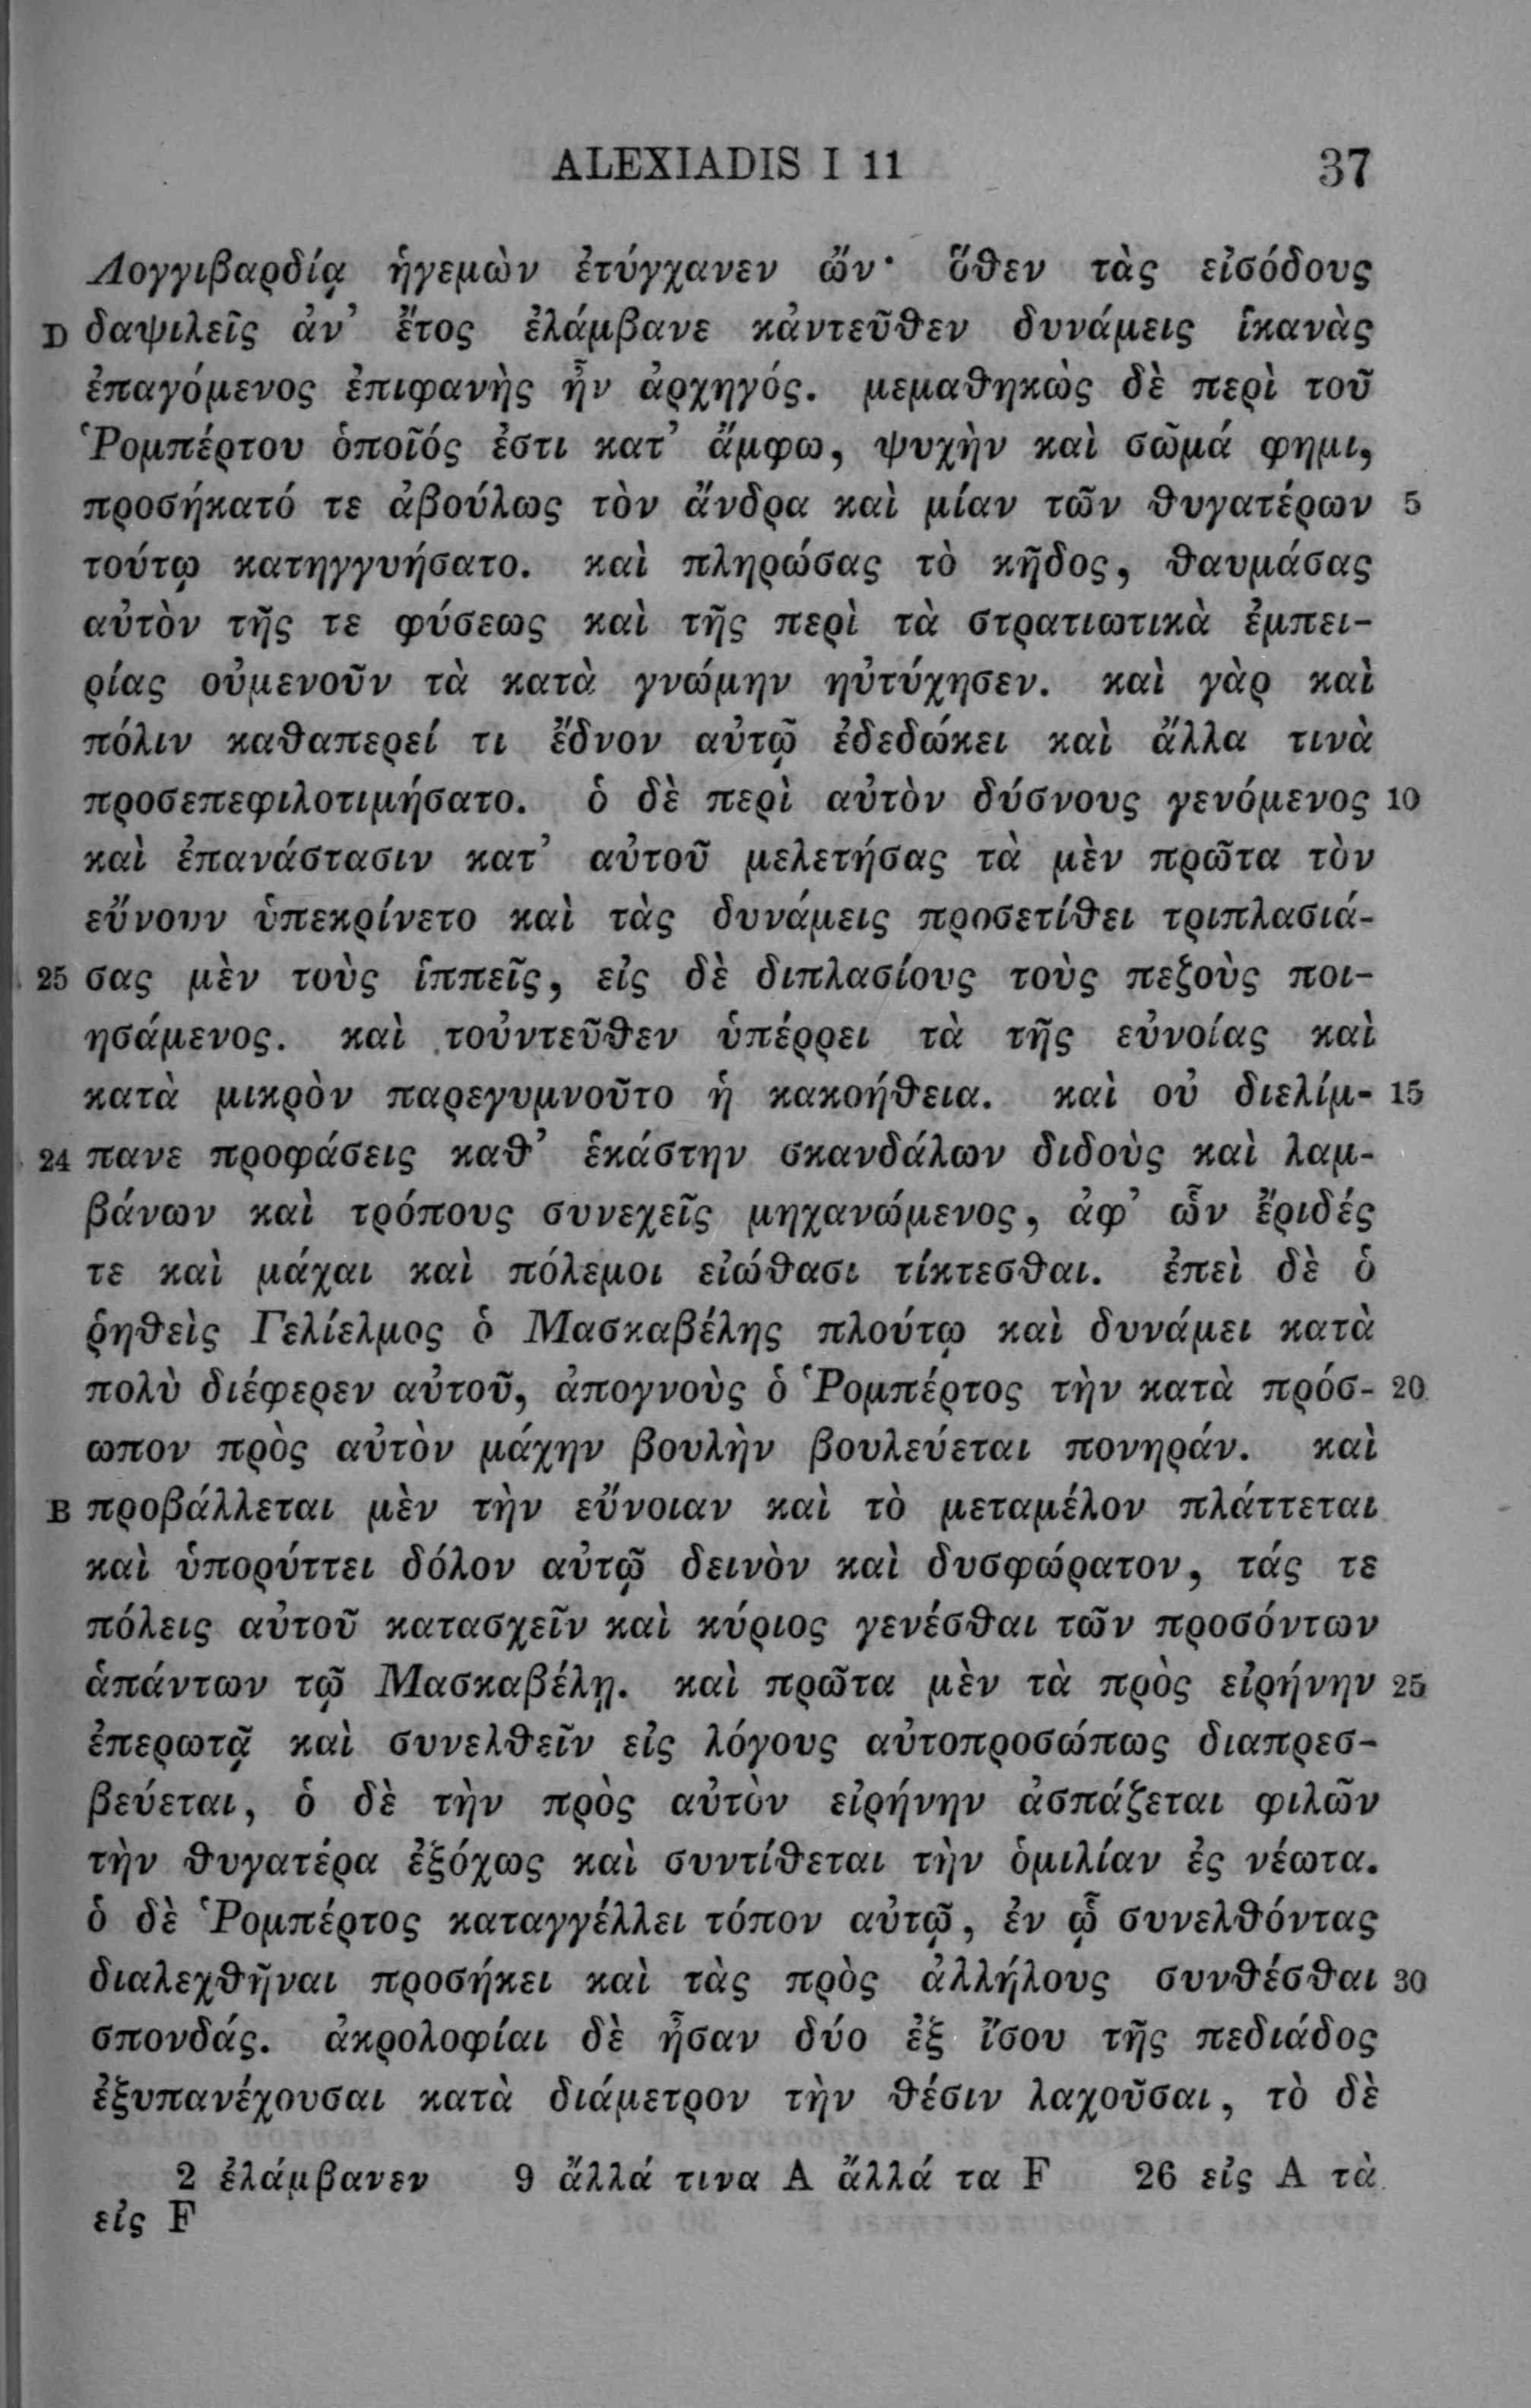 ALEXIADIS I 11 37
Λογγιβαρδίᾳ ἡγεμὼν ἐτύγχανεν ὤν· ὅθεν τὰς εἰσόδους
D δαψιλεῖς ἀν’ ἔτος ἐλάμβανε κἀντεῦθεν δυνάμεις ἱκανὰς
ἐπαγόμενος ἐπιφανὴς ἦν ἀρχηγός. μεμαθηκὼς δὲ περὶ τοῦ
Ῥομπέρτου ὁποῖός ἐστι κατ’ ἄμφω, ψυχὴν καὶ σῶμά φημι,
προσήκατό τε ἀβούλως τὸν ἄνδρα καὶ μίαν τῶν θυγατέρων 5
τούτῳ κατηγγυήσατο. καὶ πληρώσας τὸ κῆδος, θαυμάσας
αὐτὸν τῆς τε φύσεως καὶ τῆς περὶ τὰ στρατιωτικὰ ἐμπει-
ρίας οὐμενοῦν τὰ κατὰ γνώμην ηὐτύχησεν. καὶ γὰρ καὶ
πόλιν καθαπερεί τι ἕδνον αὐτῷ ἐδεδώκει καὶ ἄλλα τινὰ
προσεπεφιλοτιμήσατο. ὁ δὲ περὶ αὐτὸν δύσνους γενόμενος 10
καὶ ἐπανάστασιν κατ’ αὐτοῦ μελετήσας τὰ μὲν πρῶτα τὸν
εὔνουν ὑπεκρίνετο καὶ τὰς δυνάμεις προσετίθει τριπλασιά-
25 σας μὲν τοὺς ἱππεῖς, εἰς δὲ διπλασίους τοὺς πεζοὺς ποι-
ησάμενος. καὶ τοὐντεῦθεν ὑπέρρει τὰ τῆς εὐνοίας καὶ
κατὰ μικρὸν παρεγυμνοῦτο ἡ κακοήθεια. καὶ οὐ διελίμ- 15
24 πανε προφάσεις καθ’ ἑκάστην σκανδάλων διδοὺς καὶ λαμ-
βάνων καὶ τρόπους συνεχεῖς μηχανώμενος, ἀφ’ ὧν ἔριδές
τε καὶ μάχαι καὶ πόλεμοι εἰώθασι τίκτεσθαι. ἐπεὶ δὲ ὁ
ῥηθεὶς Γελίελμος ὁ Μασκαβέλης πλούτῳ καὶ δυνάμει κατὰ
πολὺ διέφερεν αὐτοῦ, ἀπογνοὺς ὁ Ῥομπέρτος τὴν κατὰ πρόσ- 20
ωπον πρὸς αὐτὸν μάχην βουλὴν βουλεύεται πονηράν. καὶ
B προβάλλεται μὲν τὴν εὔνοιαν καὶ τὸ μεταμέλον πλάττεται
καὶ ὑπορύττει δόλον αὐτῷ δεινὸν καὶ δυσφώρατον, τάς τε
πόλεις αὐτοῦ κατασχεῖν καὶ κύριος γενέσθαι τῶν προσόντων
ἁπάντων τῷ Μασκαβέλῃ. καὶ πρῶτα μὲν τὰ πρὸς εἰρήνην 25
ἐπερωτᾷ καὶ συνελθεῖν εἰς λόγους αὐτοπροσώπως διαπρεσ-
βεύεται, ὁ δὲ τὴν πρὸς αὐτὸν εἰρήνην ἀσπάζεται φιλῶν
τὴν θυγατέρα ἐξόχως καὶ συντίθεται τὴν ὁμιλίαν ἐς νέωτα.
ὁ δὲ Ῥομπέρτος καταγγέλλει τόπον αὐτῷ, ἐν ᾧ συνελθόντας
διαλεχθῆναι προσήκει καὶ τὰς πρὸς ἀλλήλους συνθέσθαι 30
σπονδάς. ἀκρολοφίαι δὲ ἦσαν δύο ἐξ ἴσου τῆς πεδιάδος
ἐξυπανέχουσαι κατὰ διάμετρον τὴν θέσιν λαχοῦσαι, τὸ δὲ
2 ἐλάμβανεν 9 ἄλλά τινα A ἄλλά τα F 26 εἰς A τὰ
εἰς F